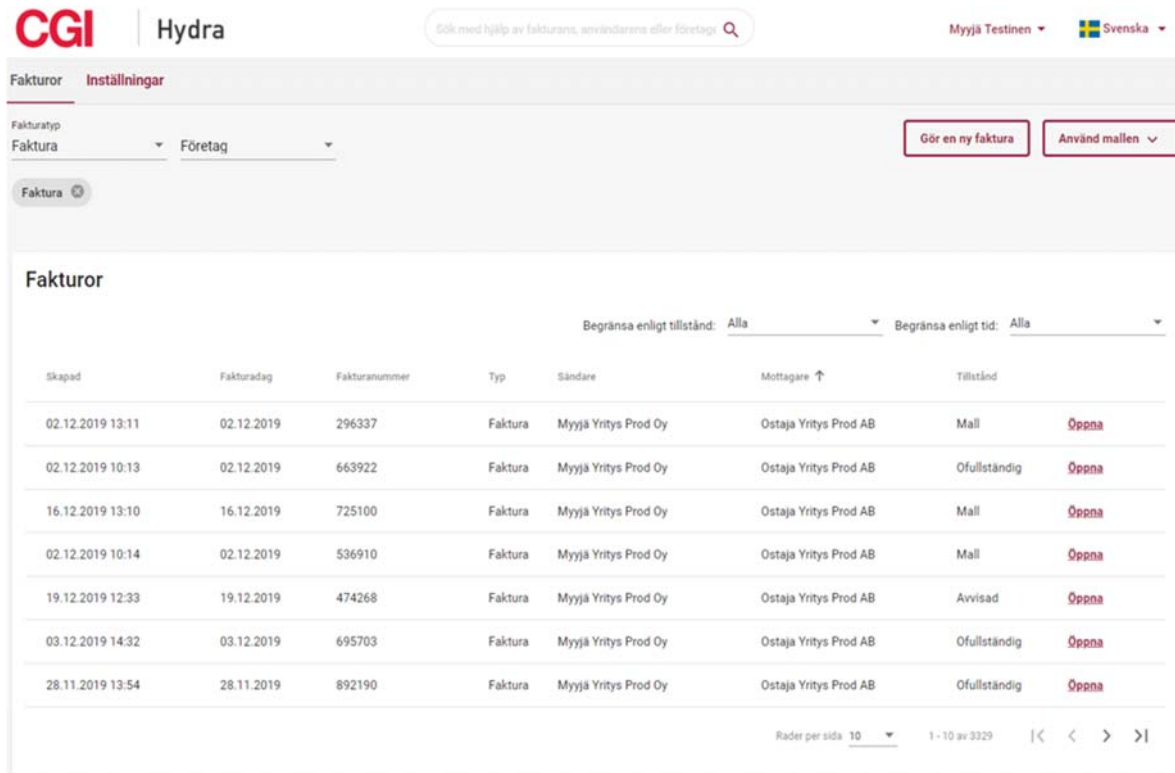 CGI Hydra Sök med hjälp av fakturans, användarens eller företage Myyjä Testinen Svenska
Fakturor Inställningar
Fakturatyp
Faktura Företag Gör en ny faktura Använd mallen
Faktura
Fakturor
Begränsa enligt tillstånd: Alla Begränsa enligt tid: Alla
Skapad Fakturadag Fakturanummer Typ Sändare Mottagare Tillstånd
02.12.2019 13:11 02.12.2019 296337 Faktura Myyjä Yritys Prod Oy Ostaja Yritys Prod AB Mall Öppna
02.12.2019 10:13 02.12.2019 663922 Faktura Myyjä Yritys Prod Oy Ostaja Yritys Prod AB Ofullständig Öppna
16.12.2019 13:10 16.12.2019 725100 Faktura Myyjä Yritys Prod Oy Ostaja Yritys Prod AB Mall Öppna
02.12.2019 10:14 02.12.2019 536910 Faktura Myyjä Yritys Prod Oy Ostaja Yritys Prod AB Mall Öppna
19.12.2019 12:33 19.12.2019 474268 Faktura Myyjä Yritys Prod Oy Ostaja Yritys Prod AB Avvisad Öppna
03.12.2019 14:32 03.12.2019 695703 Faktura Myyjä Yritys Prod Oy Ostaja Yritys Prod AB Ofullständig Öppna
28.11.2019 13:54 28.11.2019 892190 Faktura Myyjä Yritys Prod Oy Ostaja Yritys Prod AB Ofullständig Öppna
Rader per sida 10 1 - 10 av 3329